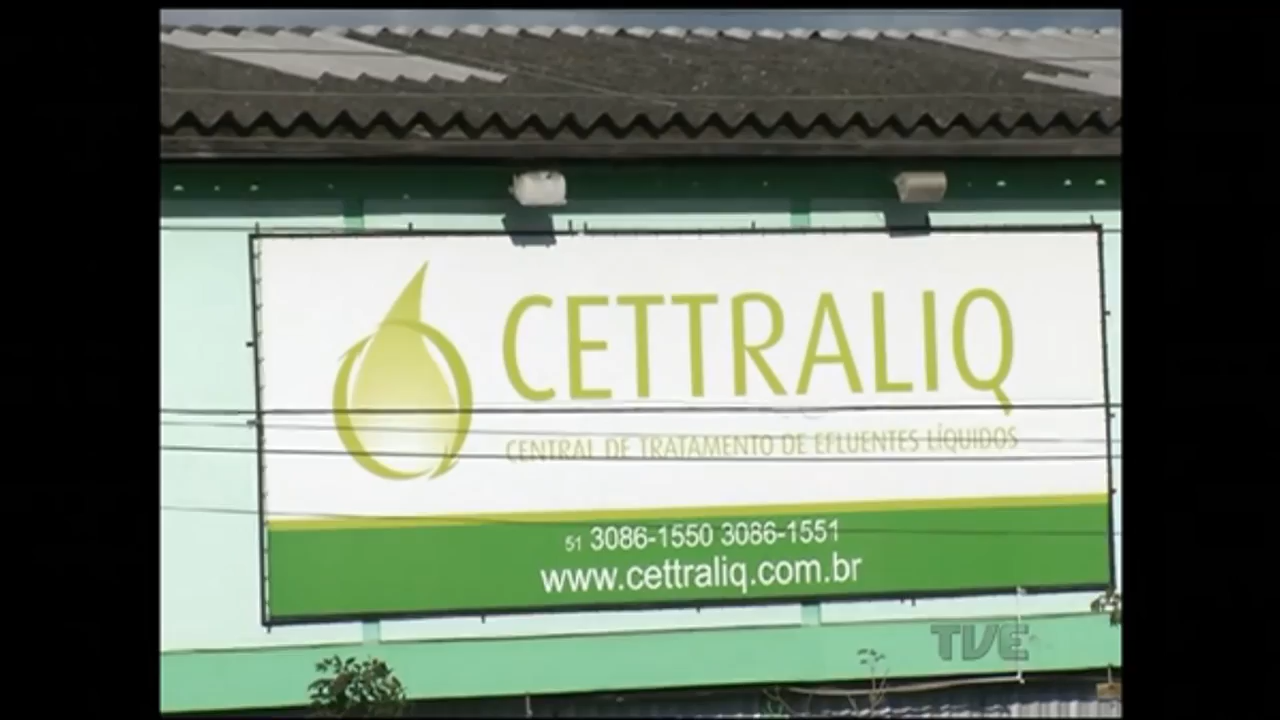 CETTRALIQ
CENTRAL DE TRATAMENTO DE EFLUENTES LÍQUIDOS
51 3086-1550 3086-1551
www.cettraliq.com.br
TVE